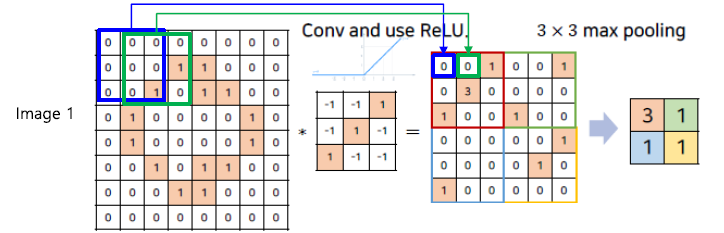 Conv and use ReLU.
3 × 3 max pooling
Image 1
0 0 0 0 0 0 0 0
0 0 0 1 1 0 0 0
0 0 1 0 1 1 0 0
0 1 0 0 0 0 1 0
0 1 0 0 0 0 1 0
0 0 1 0 1 1 0 0
0 0 0 1 1 0 0 0
0 0 0 0 0 0 0 0
*
-1 -1 1
-1 1 -1
1 -1 -1
=
0 0 1 0 0 1
0 3 0 0 0 0
1 0 0 1 0 0
0 0 0 0 0 1
0 0 0 0 1 0
1 0 0 0 0 0
3 1
1 1